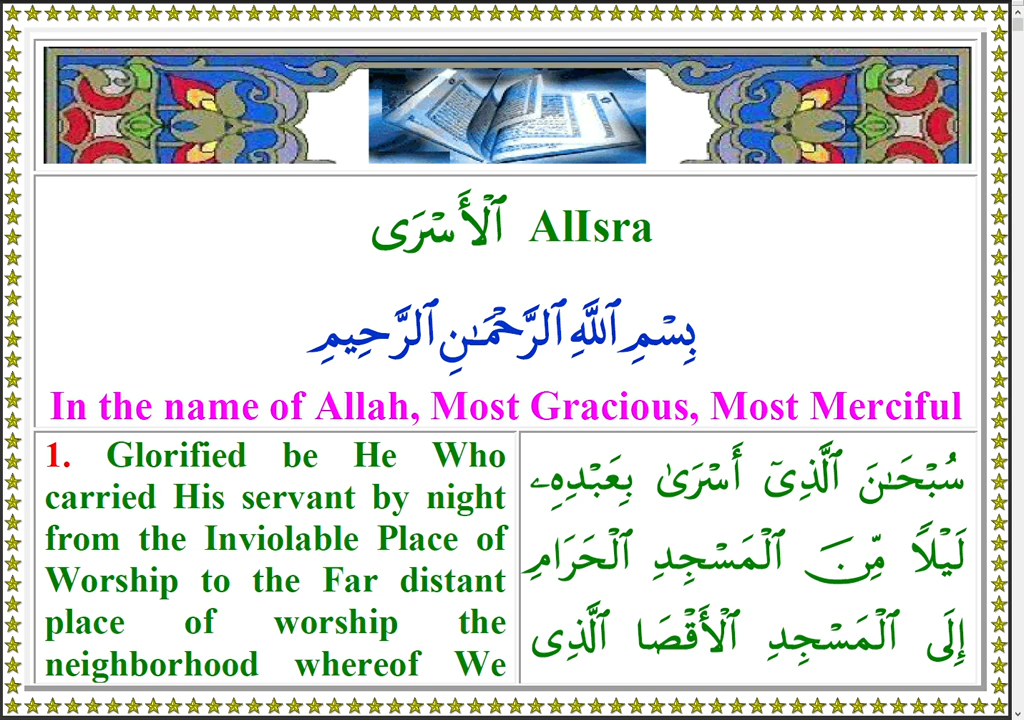 ٱلْأَسْرَى AlIsra
بِسْمِ ٱللَّهِ ٱلرَّحْمَـٰنِ ٱلرَّحِيمِ
In the name of Allah, Most Gracious, Most Merciful
1. Glorified be He Who
carried His servant by night
from the Inviolable Place of
Worship to the Far distant
place of worship the
neighborhood whereof We
سُبْحَـٰنَ ٱلَّذِىٓ أَسْرَىٰ بِعَبْدِهِۦ
لَيْلًا مِّنَ ٱلْمَسْجِدِ ٱلْحَرَامِ
إِلَى ٱلْمَسْجِدِ ٱلْأَقْصَا ٱلَّذِى